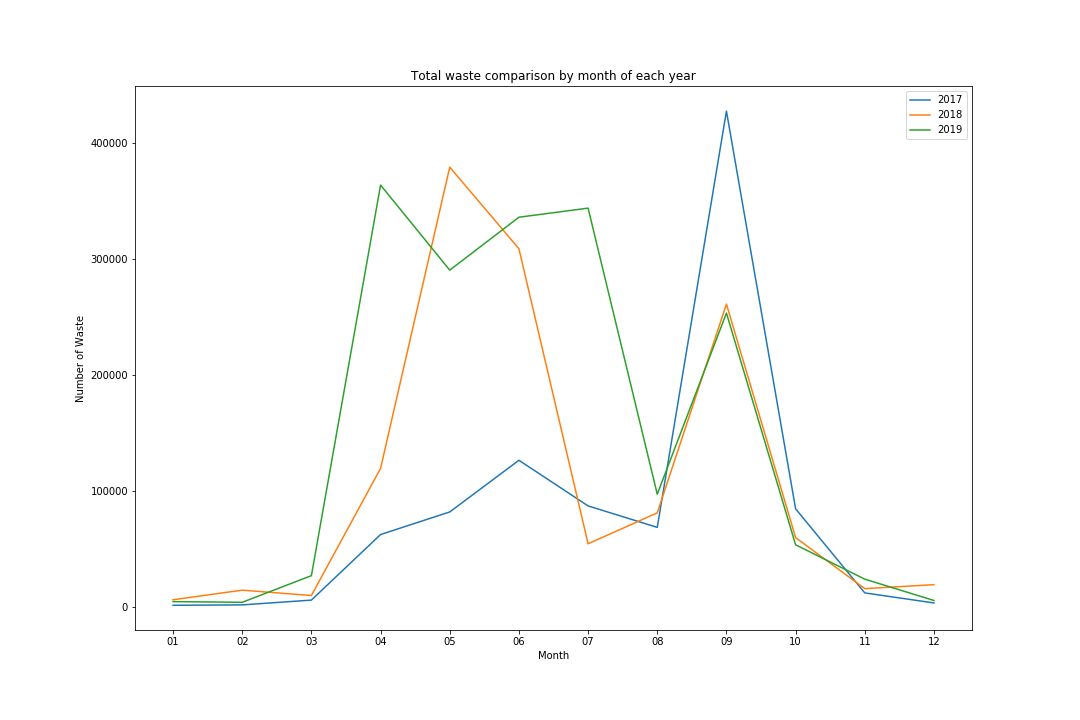 Total waste comparison by month of each year
2017
2018
2019
400000
300000
200000
100000
0
Number of Waste
01 02 03 04 05 06 07 08 09 10 11 12
Month